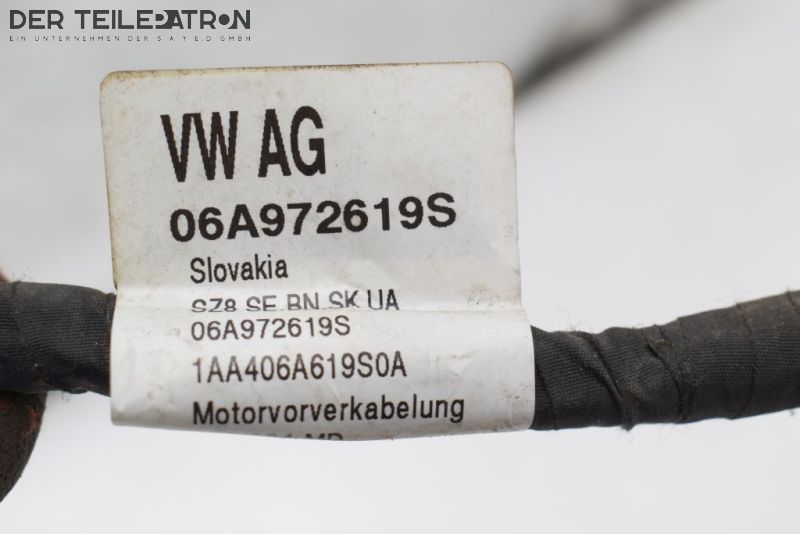 DER TEILEPATRON
EIN UNTERNEHMEN DER S A Y E D GMBH
VW AG
06A972619S
Slovakia
SZ8 SE BN SK UA
06A972619S
1AA406A619S0A
Motorvorverkabelung